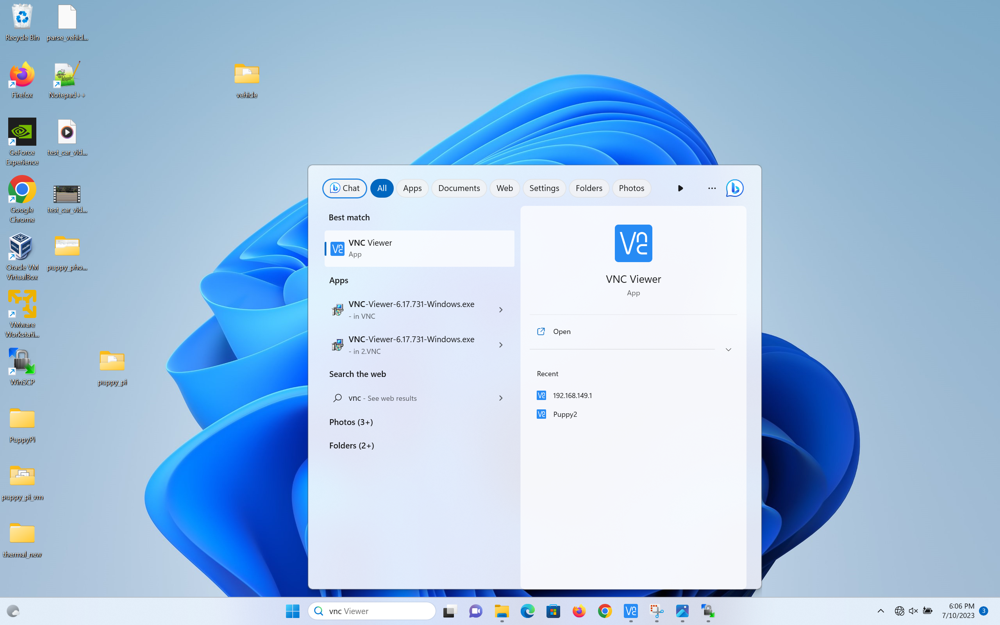 Recycle Bin
parse_vehicl...
Firefox
Notepad++
vehicle
GeForce
Experience
test_car_vid...
Google
Chrome
test_car_vid...
Oracle VM
VirtualBox
puppy_pho...
VMware
Workstati...
WinSCP
puppy_pi
PuppyPi
puppy_pi_vm
thermal_new
Chat
All
Apps
Documents
Web
Settings
Folders
Photos
Best match
VNC Viewer
App
Apps
VNC-Viewer-6.17.731-Windows.exe
- in VNC
VNC-Viewer-6.17.731-Windows.exe
- in 2.VNC
Search the web
vnc - See web results
Photos (3+)
Folders (2+)
VNC Viewer
App
Open
Recent
192.168.149.1
Puppy2
vnc Viewer
6:06 PM
7/10/2023
3